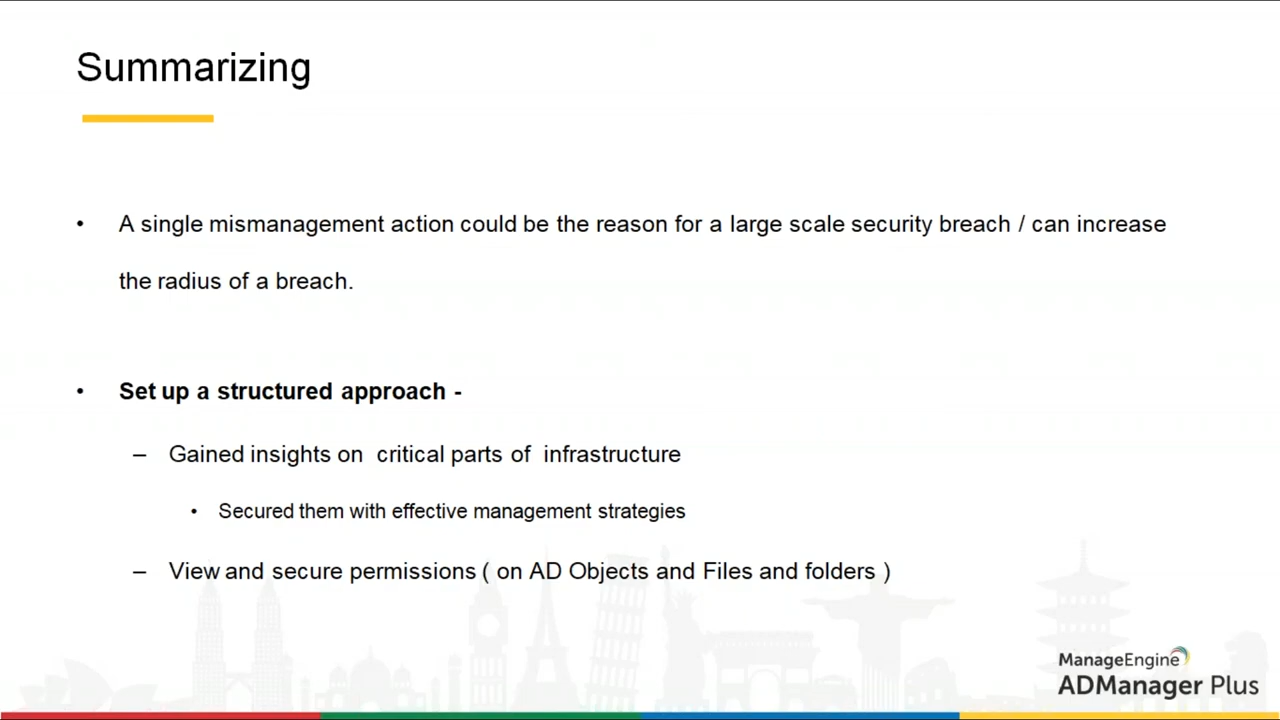 Summarizing
• A single mismanagement action could be the reason for a large scale security breach / can increase
the radius of a breach.
• Set up a structured approach -
– Gained insights on critical parts of infrastructure
• Secured them with effective management strategies
– View and secure permissions ( on AD Objects and Files and folders )
ManageEngine
ADManager Plus